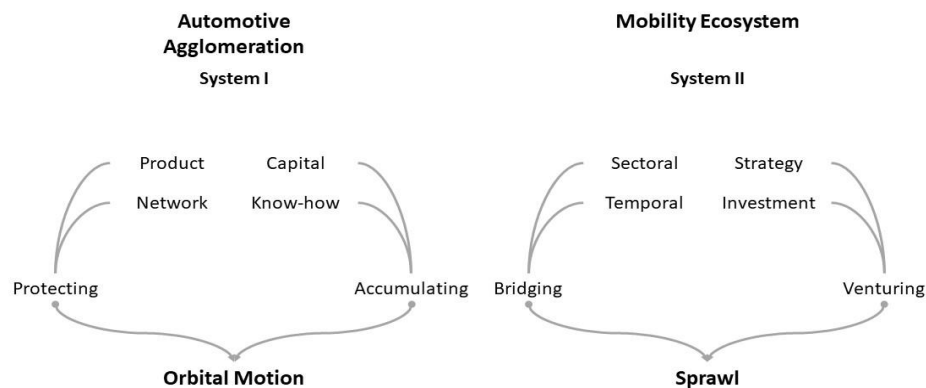 Automotive
Agglomeration
System I
Product Capital
Network Know-how
Protecting Accumulating
Orbital Motion
Mobility Ecosystem
System II
Sectoral Strategy
Temporal Investment
Bridging Venturing
Sprawl